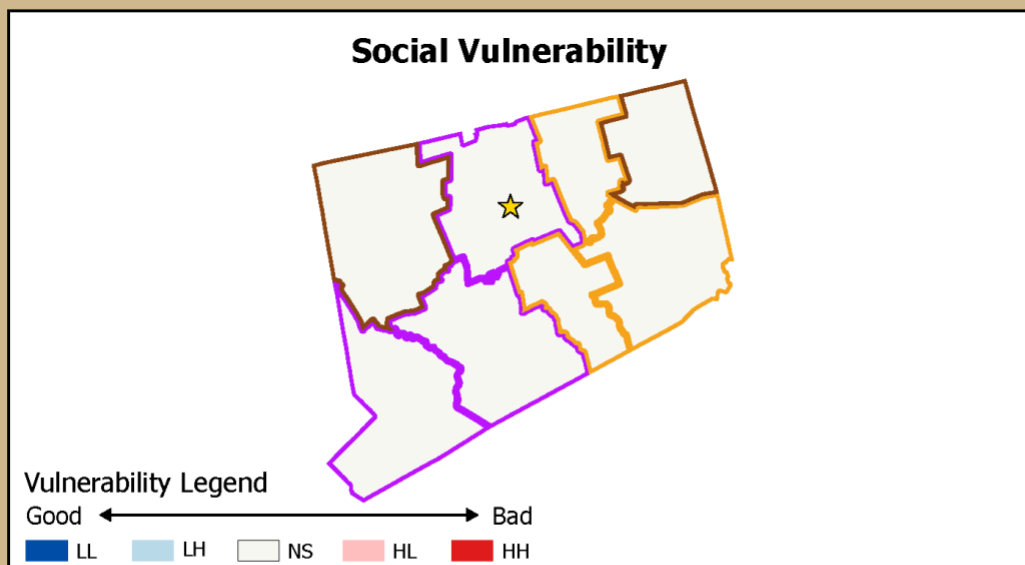 Social Vulnerability
Vulnerability Legend
Good Bad
LL LH NS HL HH